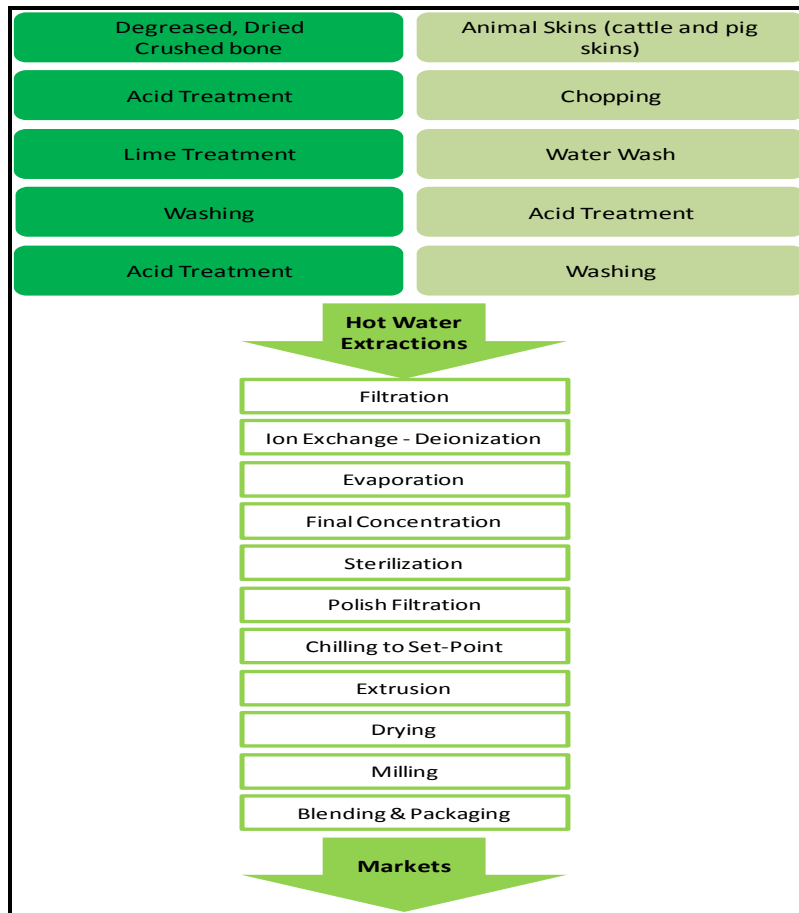 Degreased, Dried
Crushed bone
Animal Skins (cattle and pig
skins)
Acid Treatment
Chopping
Lime Treatment
Water Wash
Washing
Acid Treatment
Acid Treatment
Washing
Hot Water
Extractions
Filtration
Ion Exchange - Deionization
Evaporation
Final Concentration
Sterilization
Polish Filtration
Chilling to Set-Point
Extrusion
Drying
Milling
Blending & Packaging
Markets